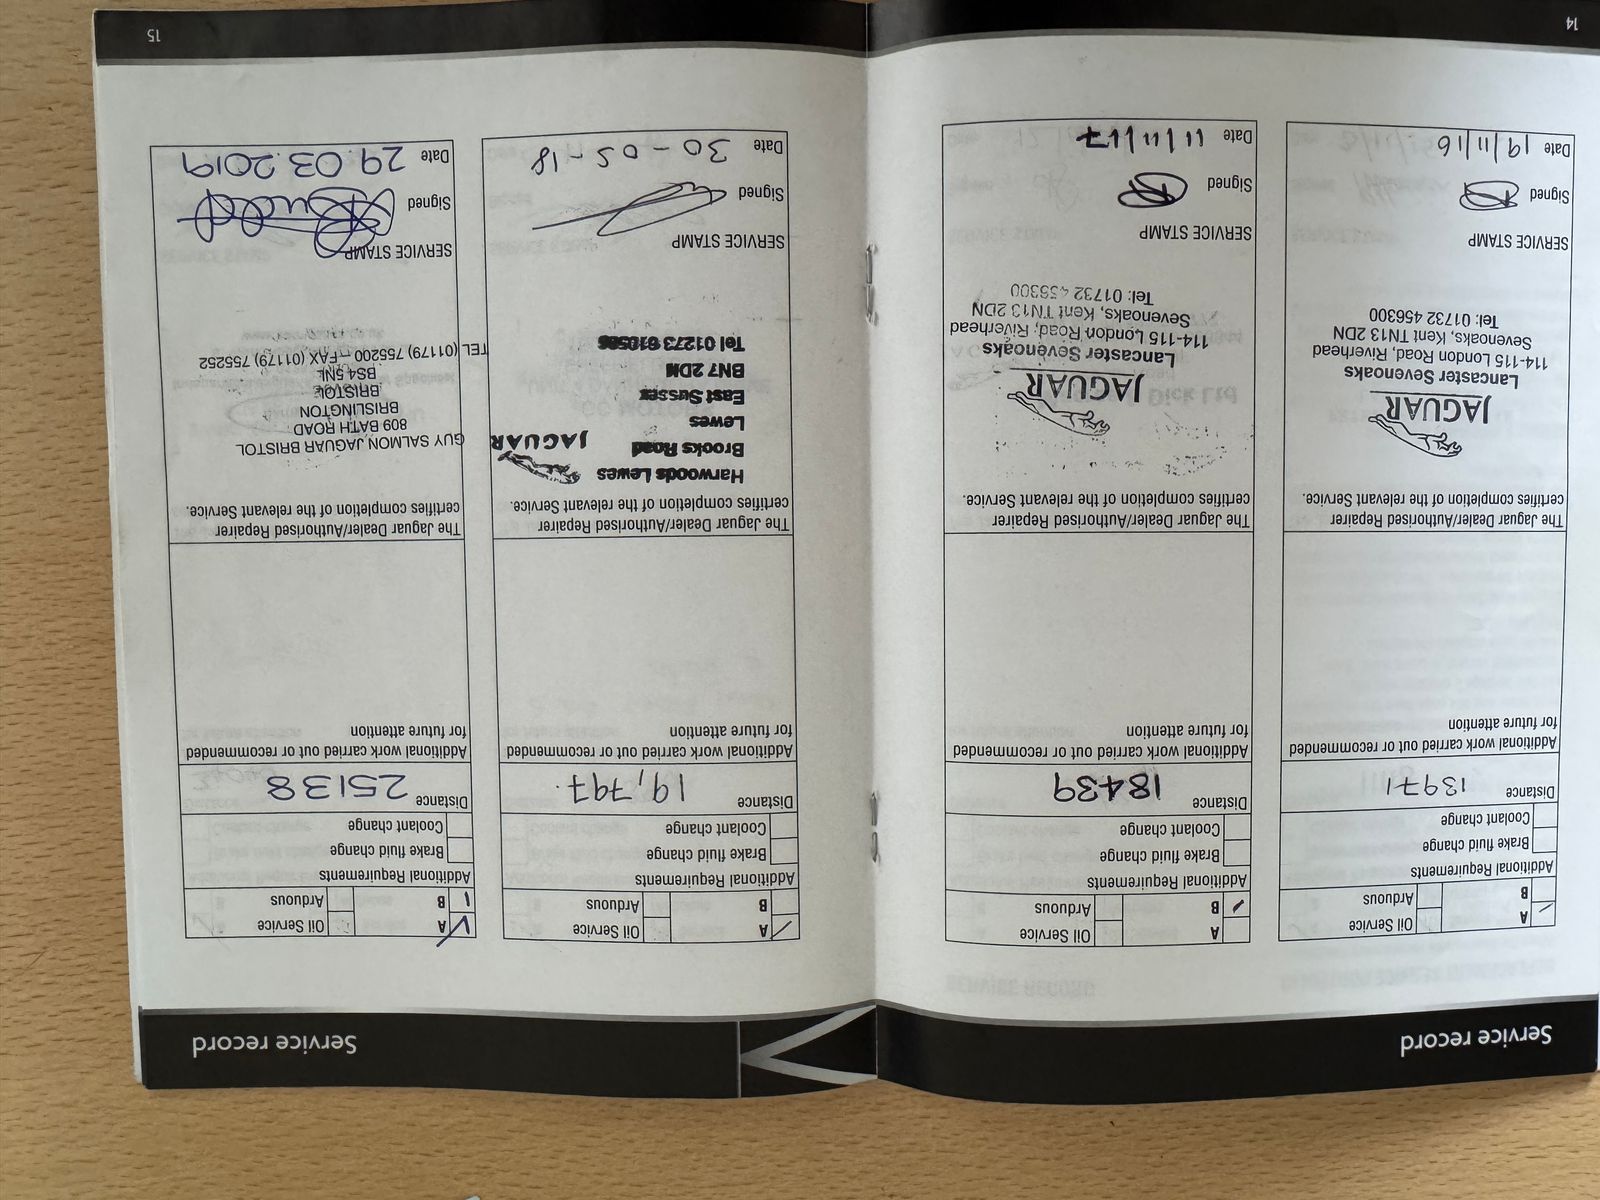 Service record
A Oil Service
B Arduous
Additional Requirements
Brake fluid change
Coolant change
Distance 13971
Additional work carried out or recommended
for future attention
The Jaguar Dealer/Authorised Repairer
certifies completion of the relevant Service.
JAGUAR
Lancaster Sevenoaks
114-115 London Road, Riverhead
Sevenoaks, Kent TN13 2DN
Tel: 01732 456300
SERVICE STAMP
Signed
Date 19/11/16
A Oil Service
B Arduous
Additional Requirements
Brake fluid change
Coolant change
Distance 18439
Additional work carried out or recommended
for future attention
The Jaguar Dealer/Authorised Repairer
certifies completion of the relevant Service.
JAGUAR
Lancaster Sevenoaks
114-115 London Road, Riverhead
Sevenoaks, Kent TN13 2DN
Tel: 01732 456300
SERVICE STAMP
Signed
Date 11/11/17
14
Service record
A Oil Service
B Arduous
Additional Requirements
Brake fluid change
Coolant change
Distance 19,797.
Additional work carried out or recommended
for future attention
The Jaguar Dealer/Authorised Repairer
certifies completion of the relevant Service.
Harwoods Lewes
Brooks Road JAGUAR
Lewes
East Sussex
BN7 2DN
Tel 01273
SERVICE STAMP
Signed
Date 30-05-18
A Oil Service
B Arduous
Additional Requirements
Brake fluid change
Coolant change
Distance 25138
Additional work carried out or recommended
for future attention
The Jaguar Dealer/Authorised Repairer
certifies completion of the relevant Service.
GUY SALMON JAGUAR BRISTOL
809 BATH ROAD
BRISLINGTON
BRISTOL
BS4 5NL
TEL (01179) 755200 - FAX (01179) 755252
SERVICE STAMP
Signed
Date 29.03.2019
15